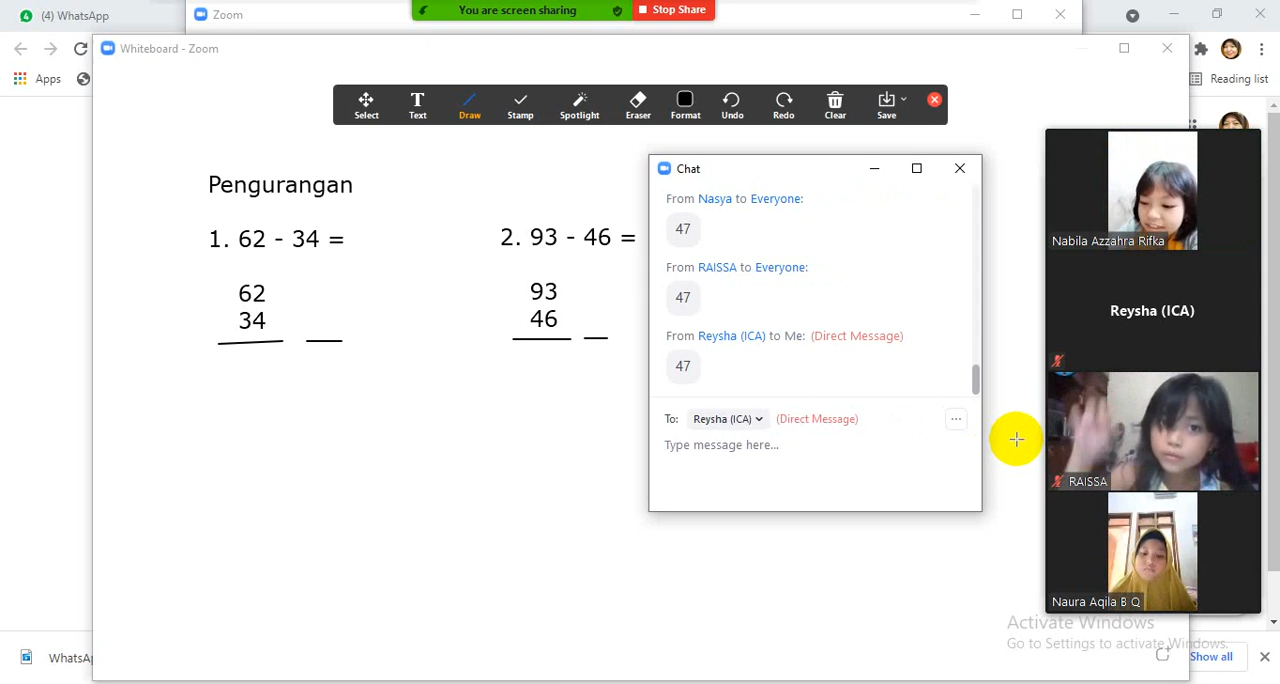 (4) WhatsApp
Zoom
You are screen sharing
Stop Share
Whiteboard - Zoom
Apps
Reading list
Select
Text
Draw
Stamp
Spotlight
Eraser
Format
Undo
Redo
Clear
Save
Pengurangan
1. 62 - 34 =
62
34
2. 93 - 46 =
93
46
Chat
From Nasya to Everyone:
47
From RAISSA to Everyone:
47
From Reysha (ICA) to Me: (Direct Message)
47
To: Reysha (ICA) (Direct Message)
Type message here...
Nabila Azzahra Rifka
Reysha (ICA)
RAISSA
Naura Aqila B Q
Activate Windows
Go to Settings to activate Windows.
Show all